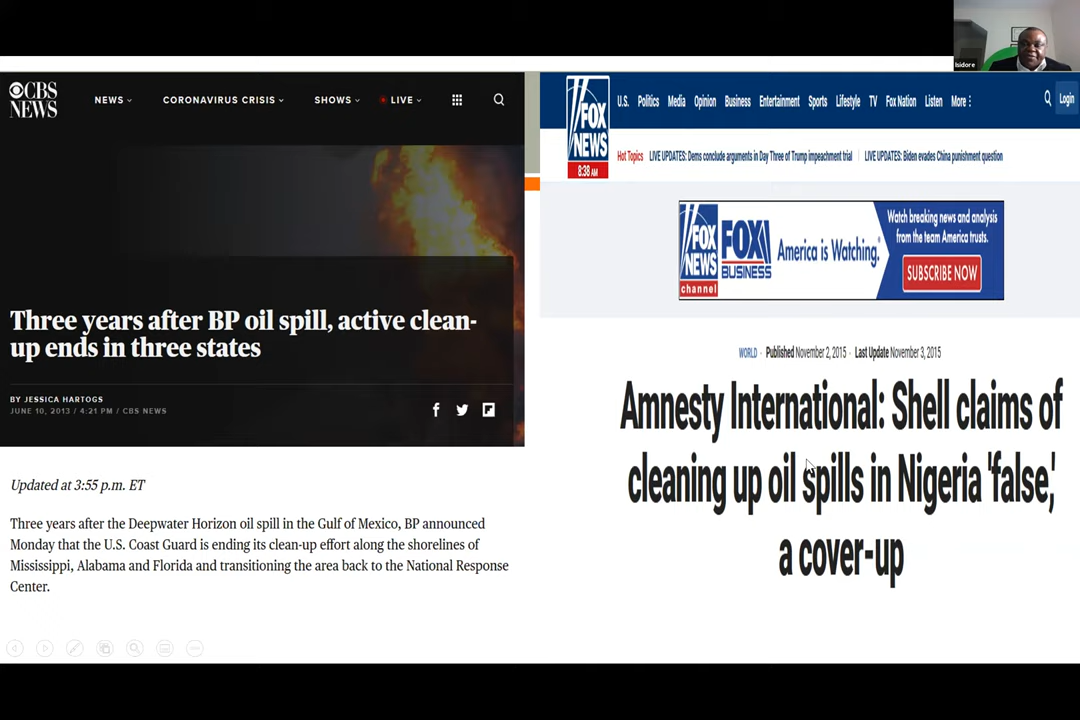 Isidore
CBS NEWS
NEWS
CORONAVIRUS CRISIS
SHOWS
LIVE
Three years after BP oil spill, active clean-
up ends in three states
BY JESSICA HARTOGS
JUNE 10, 2013 / 4:21 PM / CBS NEWS
Updated at 3:55 p.m. ET
Three years after the Deepwater Horizon oil spill in the Gulf of Mexico, BP announced
Monday that the U.S. Coast Guard is ending its clean-up effort along the shorelines of
Mississippi, Alabama and Florida and transitioning the area back to the National Response
Center.
FOX
NEWS
8:38 AM
U.S. Politics Media Opinion Business Entertainment Sports Lifestyle TV Fox Nation Listen More
Login
Hot Topics LIVE UPDATES: Dems conclude arguments in Day Three of Trump impeachment trial LIVE UPDATES: Biden evades China punishment question
FOX
NEWS
channel
FOX
BUSINESS
America is Watching.
Watch breaking news and analysis
from the team America trusts.
SUBSCRIBE NOW
WORLD · Published November 2, 2015 · Last Update November 3, 2015
Amnesty International: Shell claims of
cleaning up oil spills in Nigeria 'false,'
a cover-up